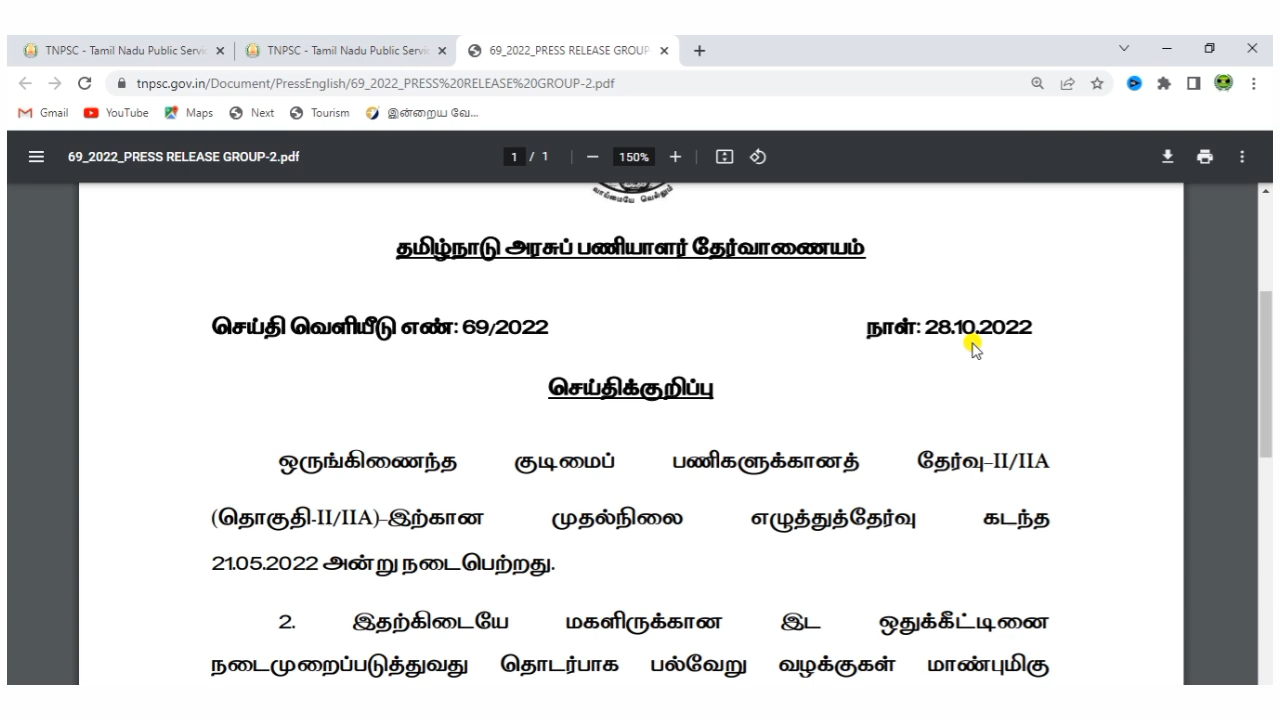 TNPSC - Tamil Nadu Public Servic
TNPSC - Tamil Nadu Public Servic
69_2022_PRESS RELEASE GROUP
tnpsc.gov.in/Document/PressEnglish/69_2022_PRESS%20RELEASE%20GROUP-2.pdf
Gmail YouTube Maps Next Tourism இன்றைய வே...
69_2022_PRESS RELEASE GROUP-2.pdf 1 / 1 — 150% +
வாய்மையே வெல்லும்
தமிழ்நாடு அரசுப் பணியாளர் தேர்வாணையம்
செய்தி வெளியீடு எண்: 69/2022 நாள்: 28.10.2022
செய்திக்குறிப்பு
ஒருங்கிணைந்த குடிமைப் பணிகளுக்கானத் தேர்வு–II/IIA
(தொகுதி-II/IIA)–இற்கான முதல்நிலை எழுத்துத்தேர்வு கடந்த
21.05.2022 அன்று நடைபெற்றது.
2. இதற்கிடையே மகளிருக்கான இட ஒதுக்கீட்டினை
நடைமுறைப்படுத்துவது தொடர்பாக பல்வேறு வழக்குகள் மாண்புமிகு